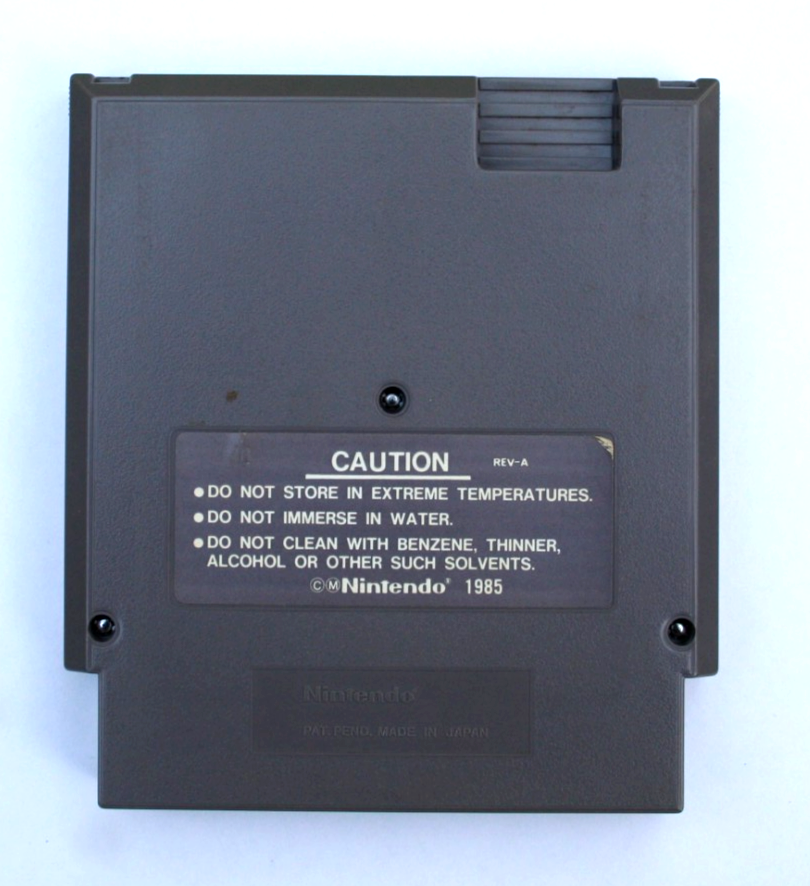 CAUTION REV-A
●DO NOT STORE IN EXTREME TEMPERATURES.
●DO NOT IMMERSE IN WATER.
●DO NOT CLEAN WITH BENZENE, THINNER,
ALCOHOL OR OTHER SUCH SOLVENTS.
ⒸⓂNintendo® 1985
Nintendo®
PAT. PEND. MADE IN JAPAN